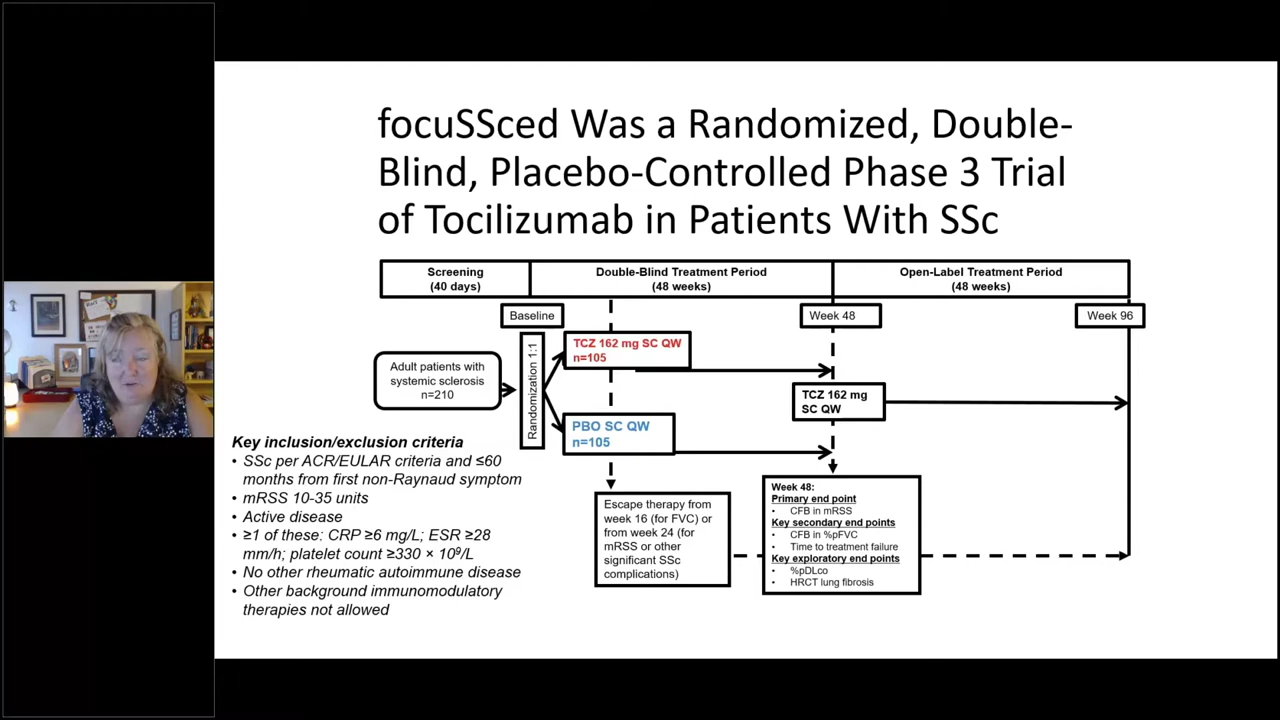 focuSSced Was a Randomized, Double-
Blind, Placebo-Controlled Phase 3 Trial
of Tocilizumab in Patients With SSc
Screening
(40 days)
Double-Blind Treatment Period
(48 weeks)
Open-Label Treatment Period
(48 weeks)
Baseline
Week 48
Week 96
Adult patients with
systemic sclerosis
n=210
Randomization 1:1
TCZ 162 mg SC QW
n=105
PBO SC QW
n=105
TCZ 162 mg
SC QW
Key inclusion/exclusion criteria
• SSc per ACR/EULAR criteria and ≤60
months from first non-Raynaud symptom
• mRSS 10-35 units
• Active disease
• ≥1 of these: CRP ≥6 mg/L; ESR ≥28
mm/h; platelet count ≥330 × 10⁹/L
• No other rheumatic autoimmune disease
• Other background immunomodulatory
therapies not allowed
Escape therapy from
week 16 (for FVC) or
from week 24 (for
mRSS or other
significant SSc
complications)
Week 48:
Primary end point
• CFB in mRSS
Key secondary end points
• CFB in %pFVC
• Time to treatment failure
Key exploratory end points
• %pDLco
• HRCT lung fibrosis